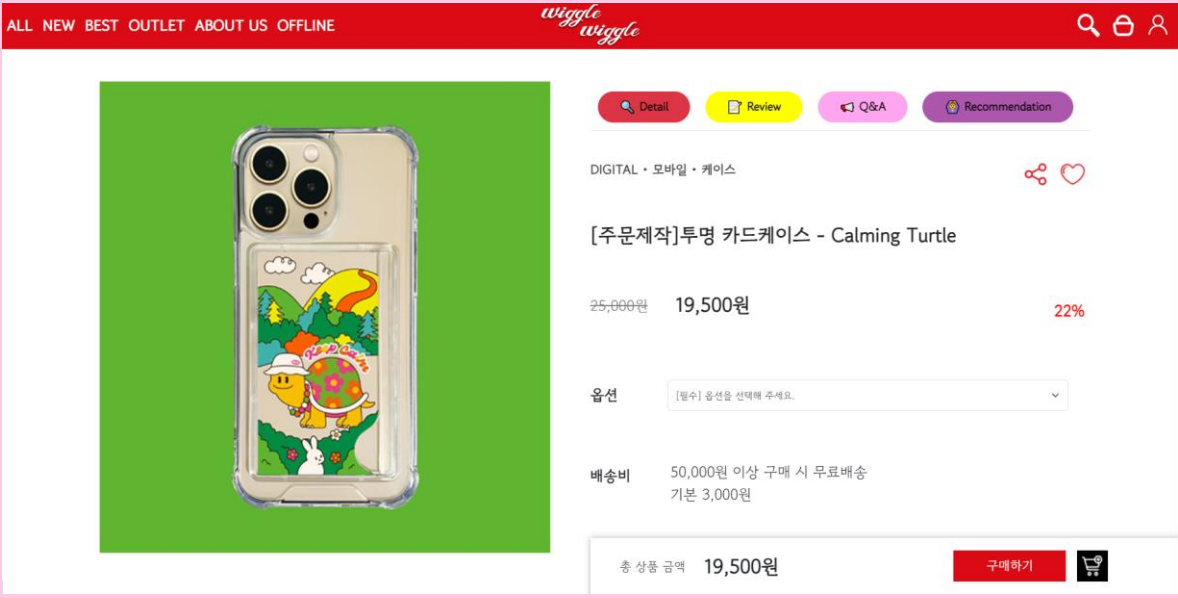 ALL NEW BEST OUTLET ABOUT US OFFLINE
wiggle
wiggle
Detail Review Q&A Recommendation
DIGITAL • 모바일 • 케이스
[주문제작]투명 카드케이스 - Calming Turtle
25,000원 19,500원 22%
Keep Calm
옵션 [필수] 옵션을 선택해 주세요.
배송비 50,000원 이상 구매 시 무료배송
기본 3,000원
총 상품 금액 19,500원 구매하기